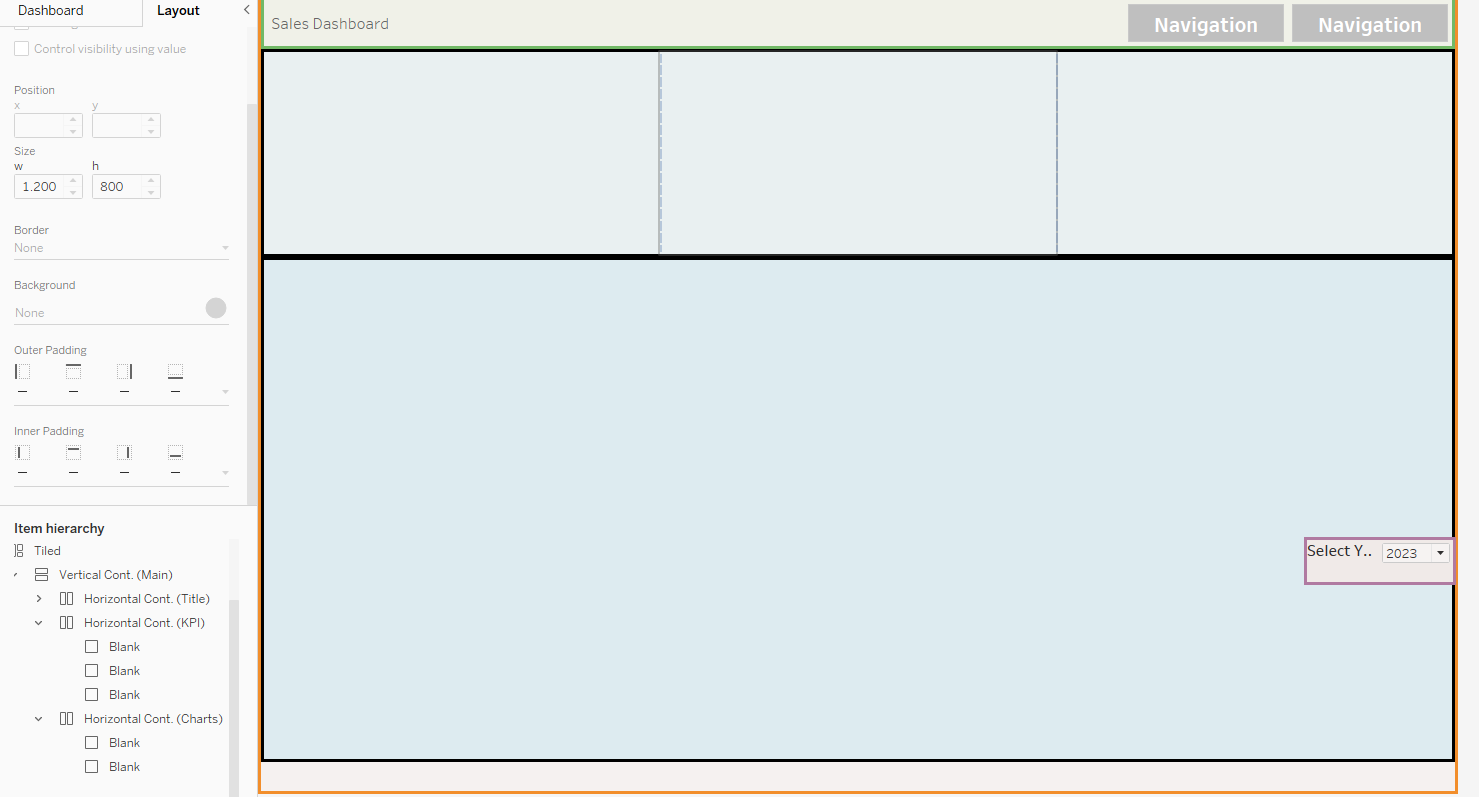 Dashboard
Layout
Control visibility using value
Position
x y
Size
w h
1.200 800
Border
None
Background
None
Outer Padding
Inner Padding
Item hierarchy
Tiled
Vertical Cont. (Main)
Horizontal Cont. (Title)
Horizontal Cont. (KPI)
Blank
Blank
Blank
Horizontal Cont. (Charts)
Blank
Blank
Sales Dashboard
Navigation
Navigation
Select Y..
2023